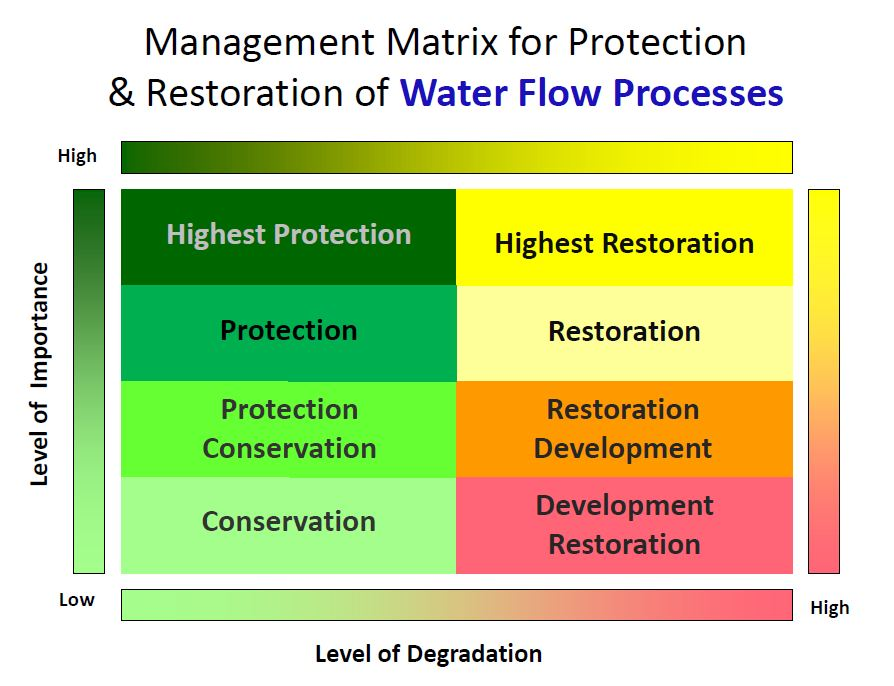 Management Matrix for Protection
& Restoration of Water Flow Processes
High
Highest Protection
Highest Restoration
Protection
Restoration
Protection
Conservation
Restoration
Development
Conservation
Development
Restoration
Level of Importance
Low
High
Level of Degradation